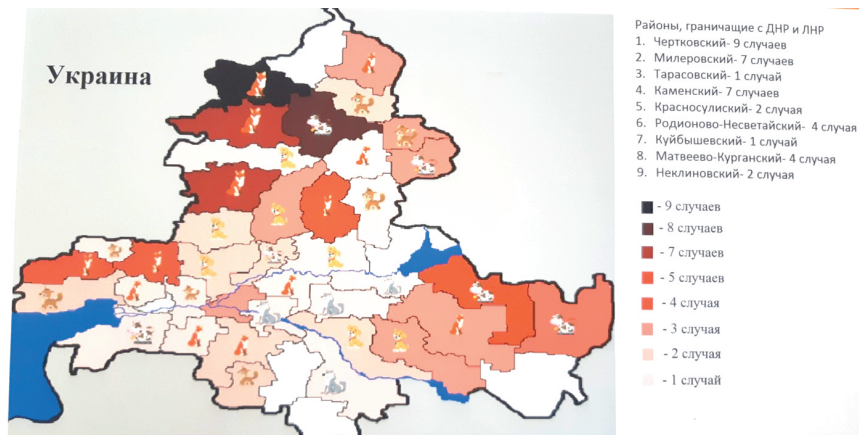 Украина
Районы, граничащие с ДНР и ЛНР
1. Чертковский- 9 случаев
2. Милеровский- 7 случаев
3. Тарасовский- 1 случай
4. Каменский- 7 случаев
5. Красносулиский- 2 случая
6. Родионово-Несветайский- 4 случая
7. Куйбышевский- 1 случай
8. Матвеево-Курганский- 4 случая
9. Неклиновский- 2 случая
- 9 случаев
- 8 случаев
- 7 случаев
- 5 случаев
- 4 случая
- 3 случая
- 2 случая
- 1 случай